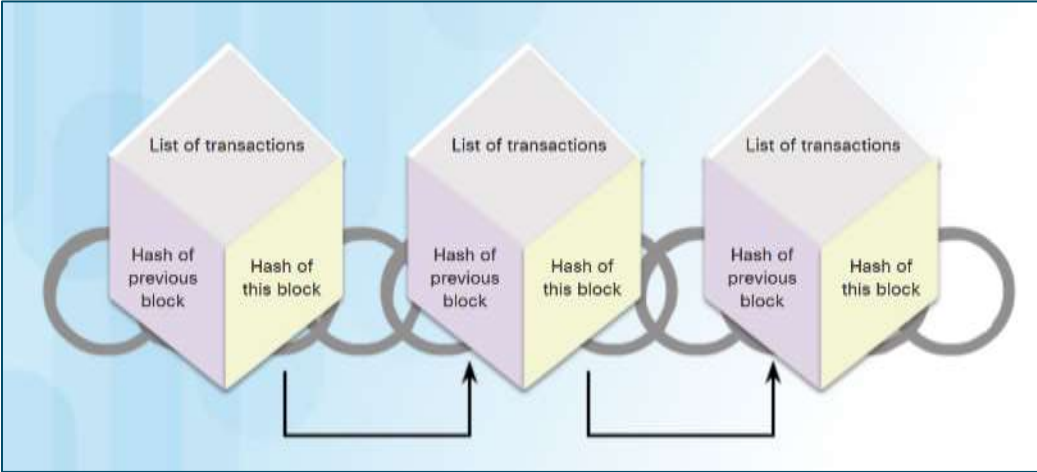 List of transactions
Hash of
previous
block
Hash of
this block
List of transactions
Hash of
previous
block
Hash of
this block
List of transactions
Hash of
previous
block
Hash of
this block